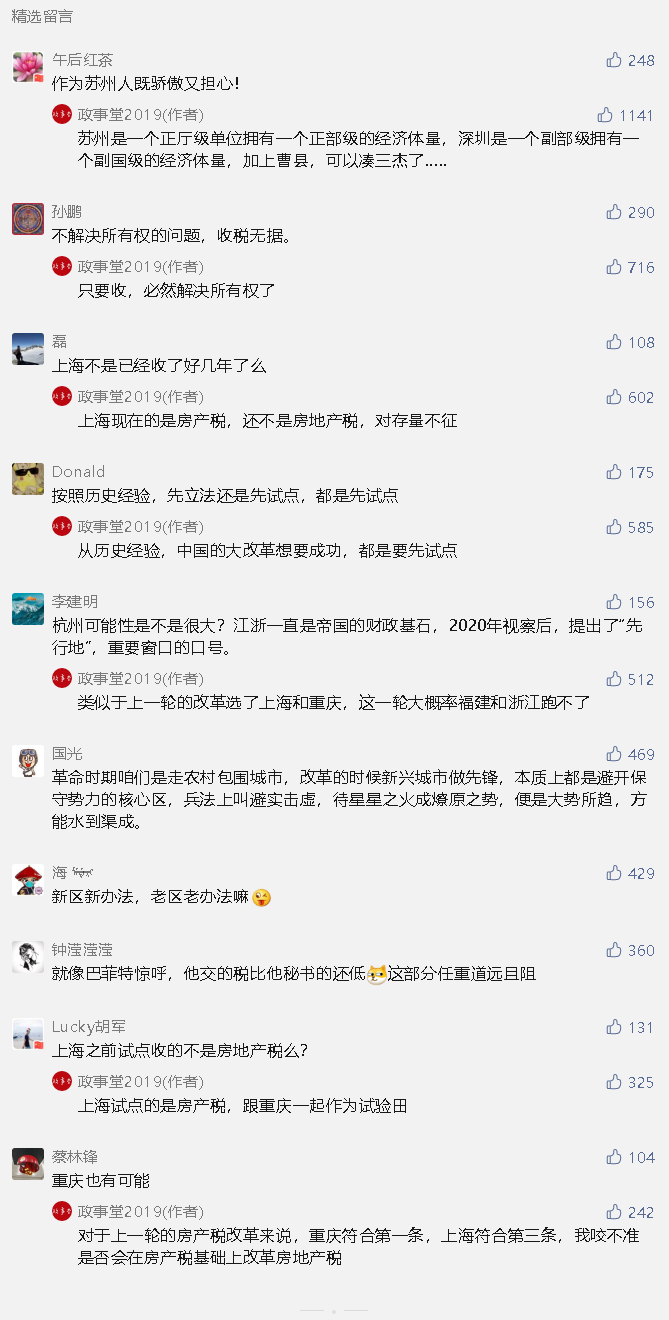 精选留言
午后红茶
248
作为苏州人既骄傲又担心!
政事堂2019(作者)
1141
苏州是一个正厅级单位拥有一个正部级的经济体量，深圳是一个副部级拥有一
个副国级的经济体量，加上曹县，可以凑三杰了.....
孙鹏
290
不解决所有权的问题，收税无据。
政事堂2019(作者)
716
只要收，必然解决所有权了
磊
108
上海不是已经收了好几年了么
政事堂2019(作者)
602
上海现在的是房产税，还不是房地产税，对存量不征
Donald
175
按照历史经验，先立法还是先试点，都是先试点
政事堂2019(作者)
585
从历史经验，中国的大改革想要成功，都是要先试点
李建明
156
杭州可能性是不是很大？江浙一直是帝国的财政基石，2020年视察后，提出了“先
行地”，重要窗口的口号。
政事堂2019(作者)
512
类似于上一轮的改革选了上海和重庆，这一轮大概率福建和浙江跑不了
国光
469
革命时期咱们是走农村包围城市，改革的时候新兴城市做先锋，本质上都是避开保
守势力的核心区，兵法上叫避实击虚，待星星之火成燎原之势，便是大势所趋，方
能水到渠成。
海
429
新区新办法，老区老办法嘛😜
钟滢滢滢
360
就像巴菲特惊呼，他交的税比他秘书的还低这部分任重道远且阻
Lucky胡军
131
上海之前试点收的不是房地产税么？
政事堂2019(作者)
325
上海试点的是房产税，跟重庆一起作为试验田
蔡林锋
104
重庆也有可能
政事堂2019(作者)
242
对于上一轮的房产税改革来说，重庆符合第一条，上海符合第三条，我咬不准
是否会在房产税基础上改革房地产税